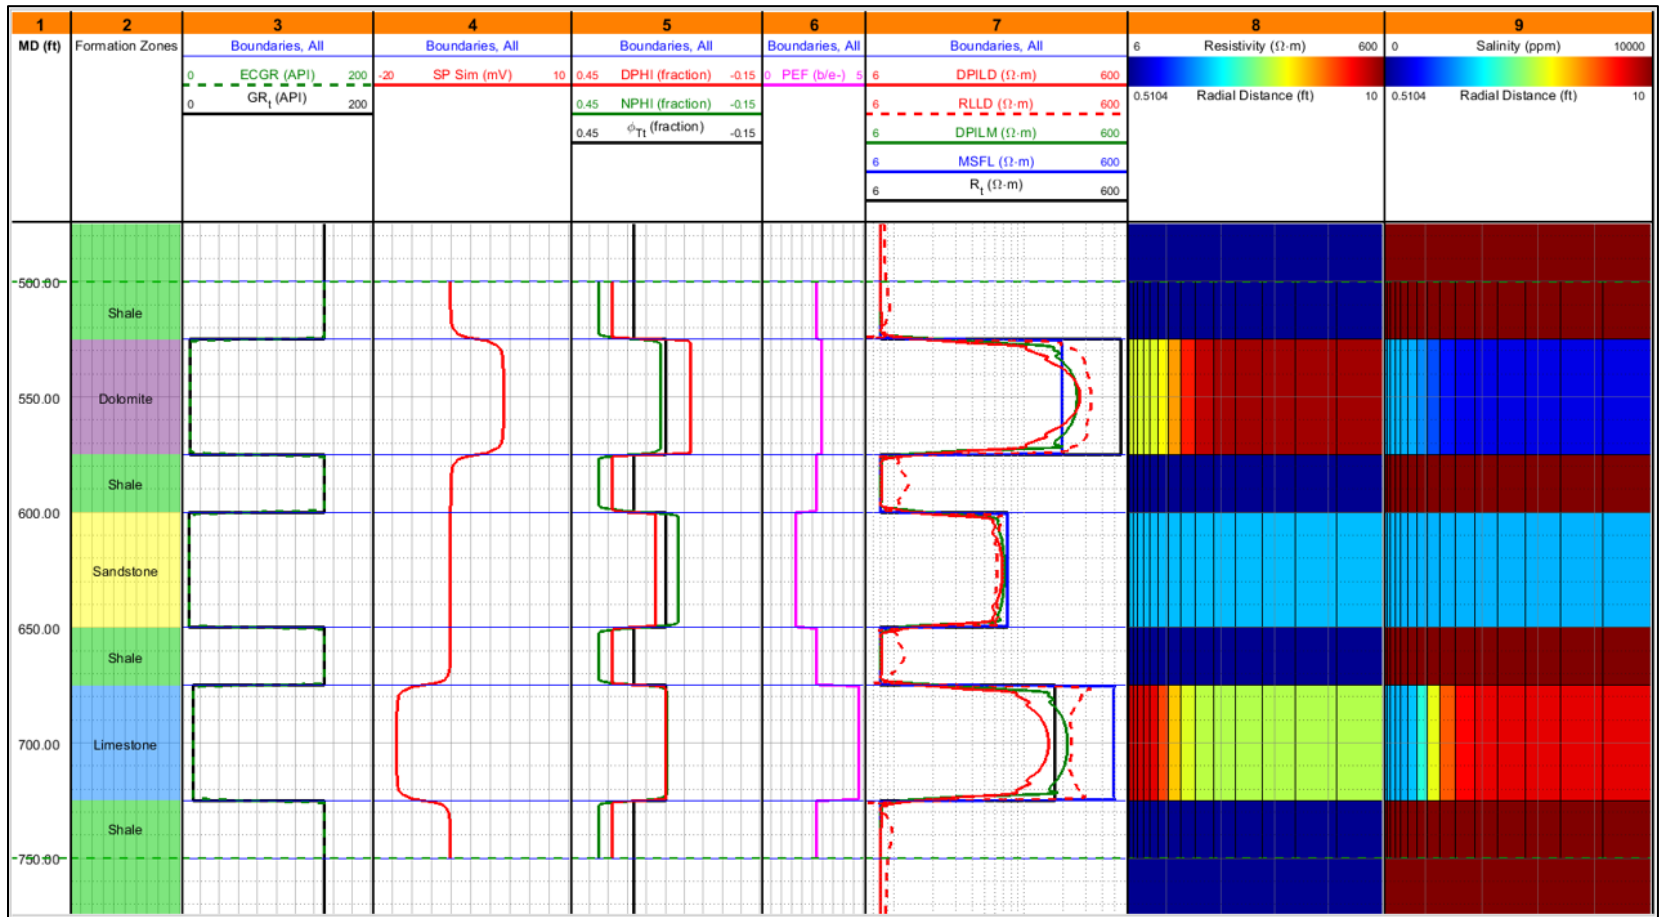 1 2 3 4 5 6 7 8 9
MD (ft) Formation Zones Boundaries, All Boundaries, All Boundaries, All Boundaries, All Boundaries, All 6 Resistivity (Ω·m) 600 0 Salinity (ppm) 10000
0 ECGR (API) 200 -20 SP Sim (mV) 10 0.45 DPHI (fraction) -0.15 0 PEF (b/e-) 5 6 DPILD (Ω·m) 600
0.5104 Radial Distance (ft) 10 0.5104 Radial Distance (ft) 10
0 GRt (API) 200 0.45 NPHI (fraction) -0.15 6 RLLD (Ω·m) 600
0.45 ϕTt (fraction) -0.15 6 DPILM (Ω·m) 600
6 MSFL (Ω·m) 600
6 Rt (Ω·m) 600
500.00
Shale
550.00 Dolomite
Shale
600.00
Sandstone
650.00
Shale
700.00 Limestone
Shale
750.00